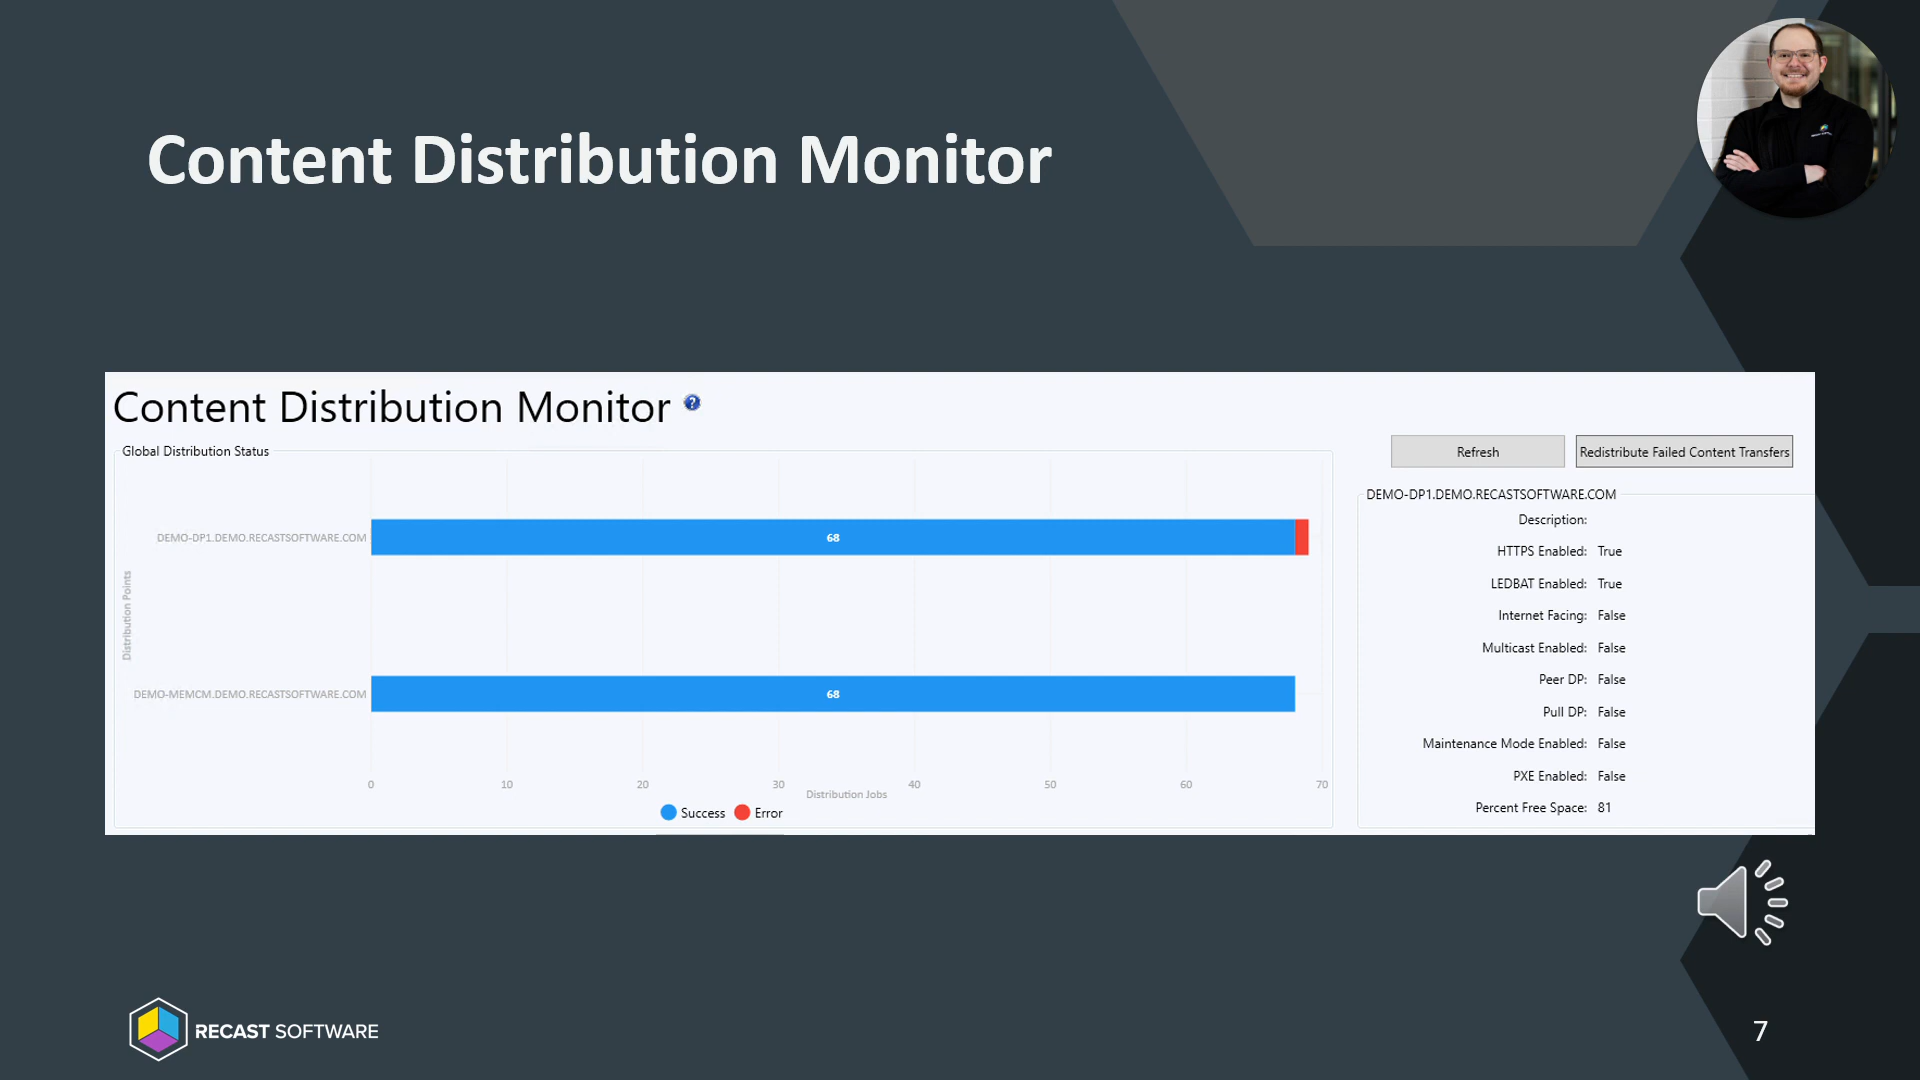 Content Distribution Monitor
Content Distribution Monitor ?
Global Distribution Status
Refresh
Redistribute Failed Content Transfers
DEMO-DP1.DEMO.RECASTSOFTWARE.COM
68
DEMO-MEMCM.DEMO.RECASTSOFTWARE.COM
68
Distribution Points
0 10 20 30 40 50 60 70
Distribution Jobs
Success Error
DEMO-DP1.DEMO.RECASTSOFTWARE.COM
Description:
HTTPS Enabled: True
LEDBAT Enabled: True
Internet Facing: False
Multicast Enabled: False
Peer DP: False
Pull DP: False
Maintenance Mode Enabled: False
PXE Enabled: False
Percent Free Space: 81
RECAST SOFTWARE
7